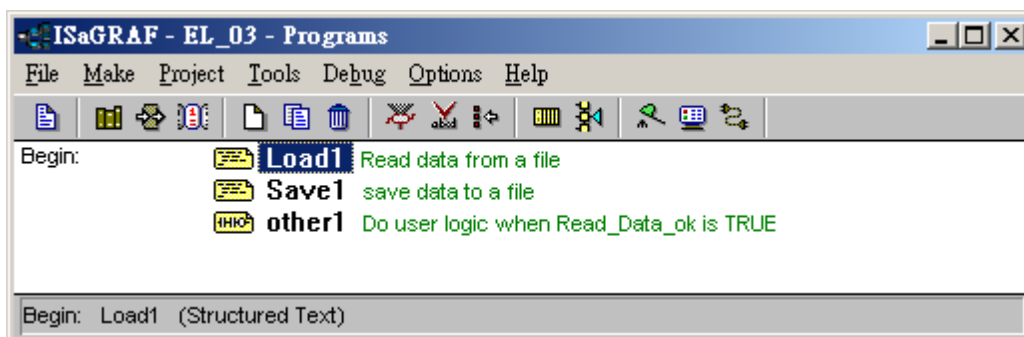 ISaGRAF - EL_03 - Programs
File Make Project Tools Debug Options Help
Begin: Load1 Read data from a file
Save1 save data to a file
other1 Do user logic when Read_Data_ok is TRUE
Begin: Load1 (Structured Text)